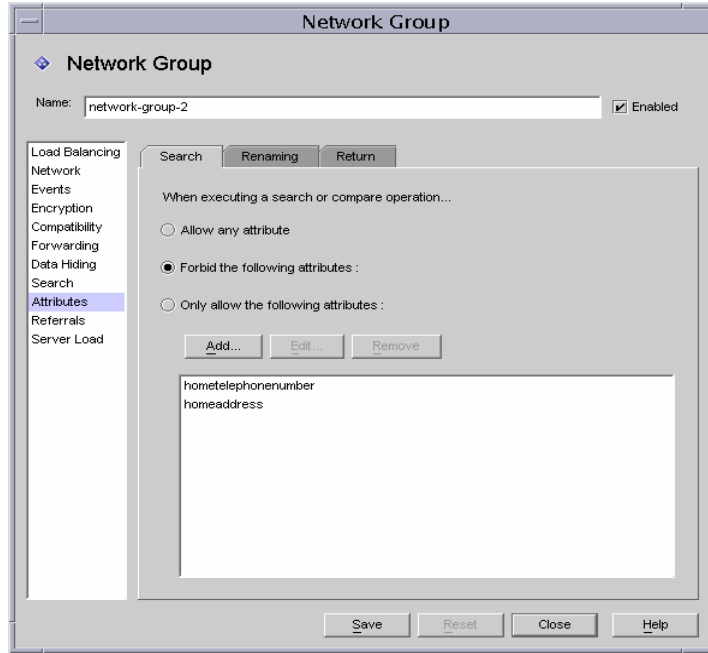 Network Group
Network Group
Name: network-group-2 Enabled
Load Balancing
Network
Events
Encryption
Compatibility
Forwarding
Data Hiding
Search
Attributes
Referrals
Server Load
Search Renaming Return
When executing a search or compare operation...
Allow any attribute
Forbid the following attributes :
Only allow the following attributes :
Add... Edit... Remove
hometelephonenumber
homeaddress
Save Reset Close Help